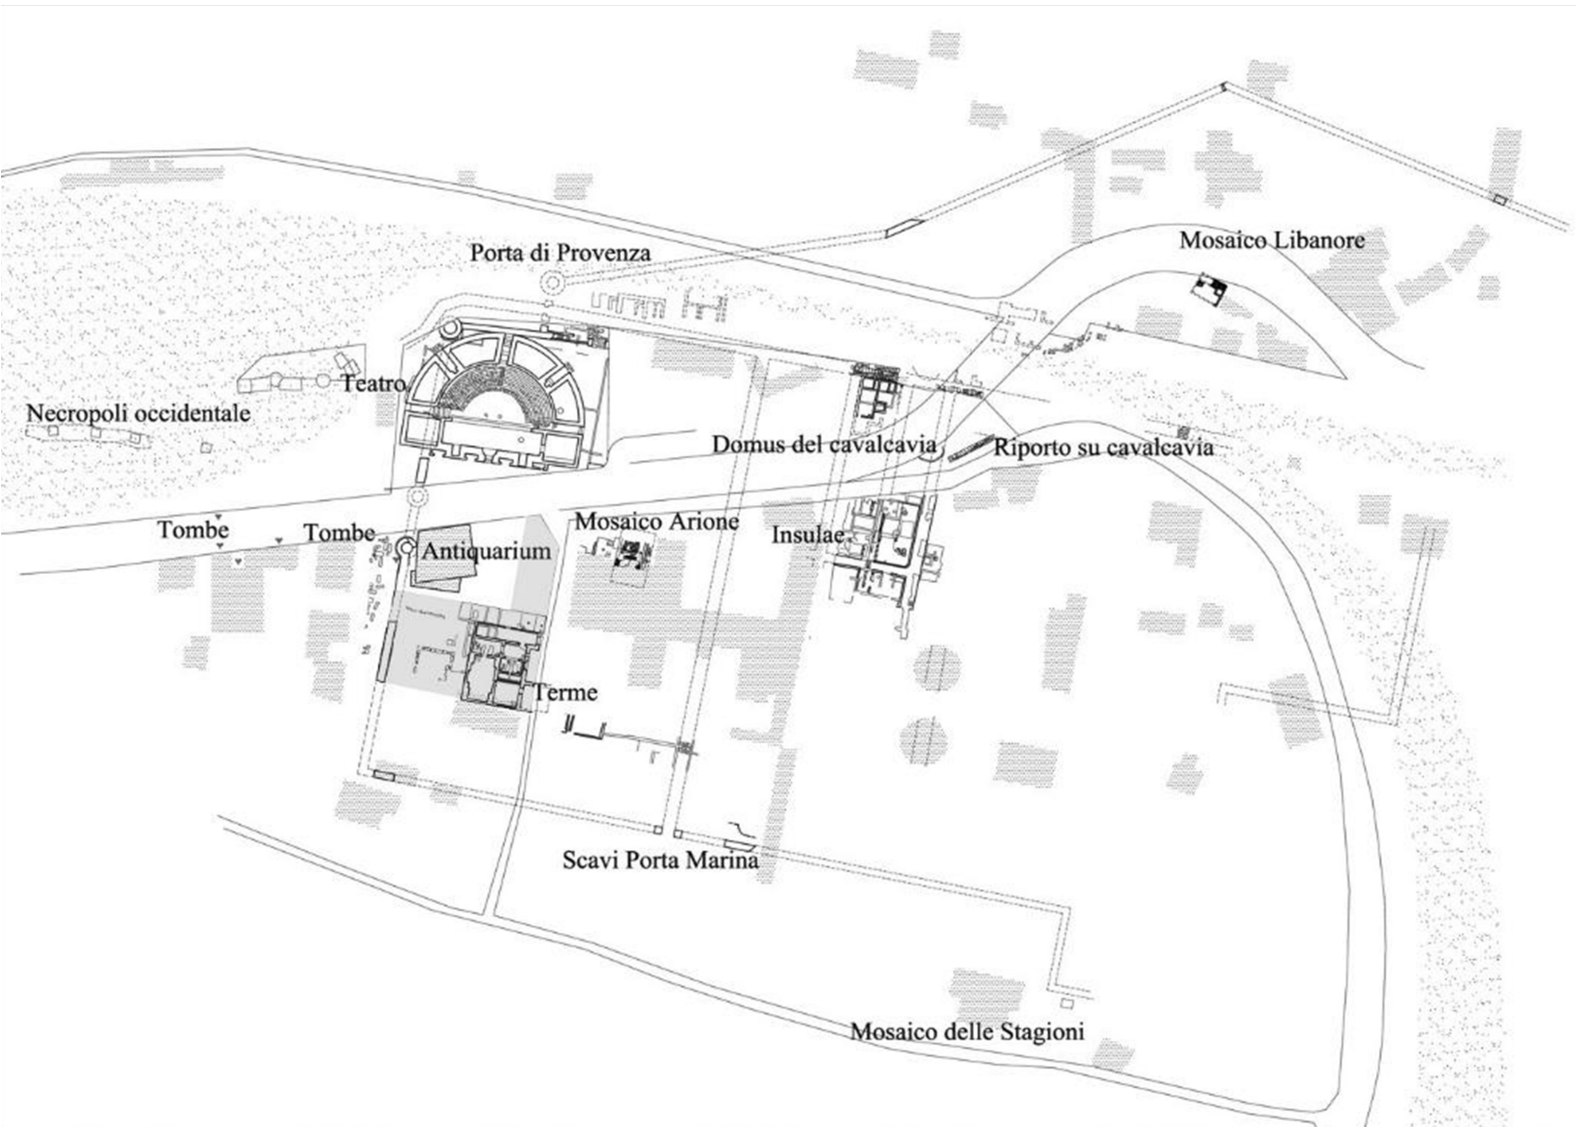 Mosaico Libanore
Porta di Provenza
Teatro
Necropoli occidentale
Domus del cavalcavia
Riporto su cavalcavia
Tombe
Tombe
Mosaico Arione
Insulae
Antiquarium
Terme
Scavi Porta Marina
Mosaico delle Stagioni